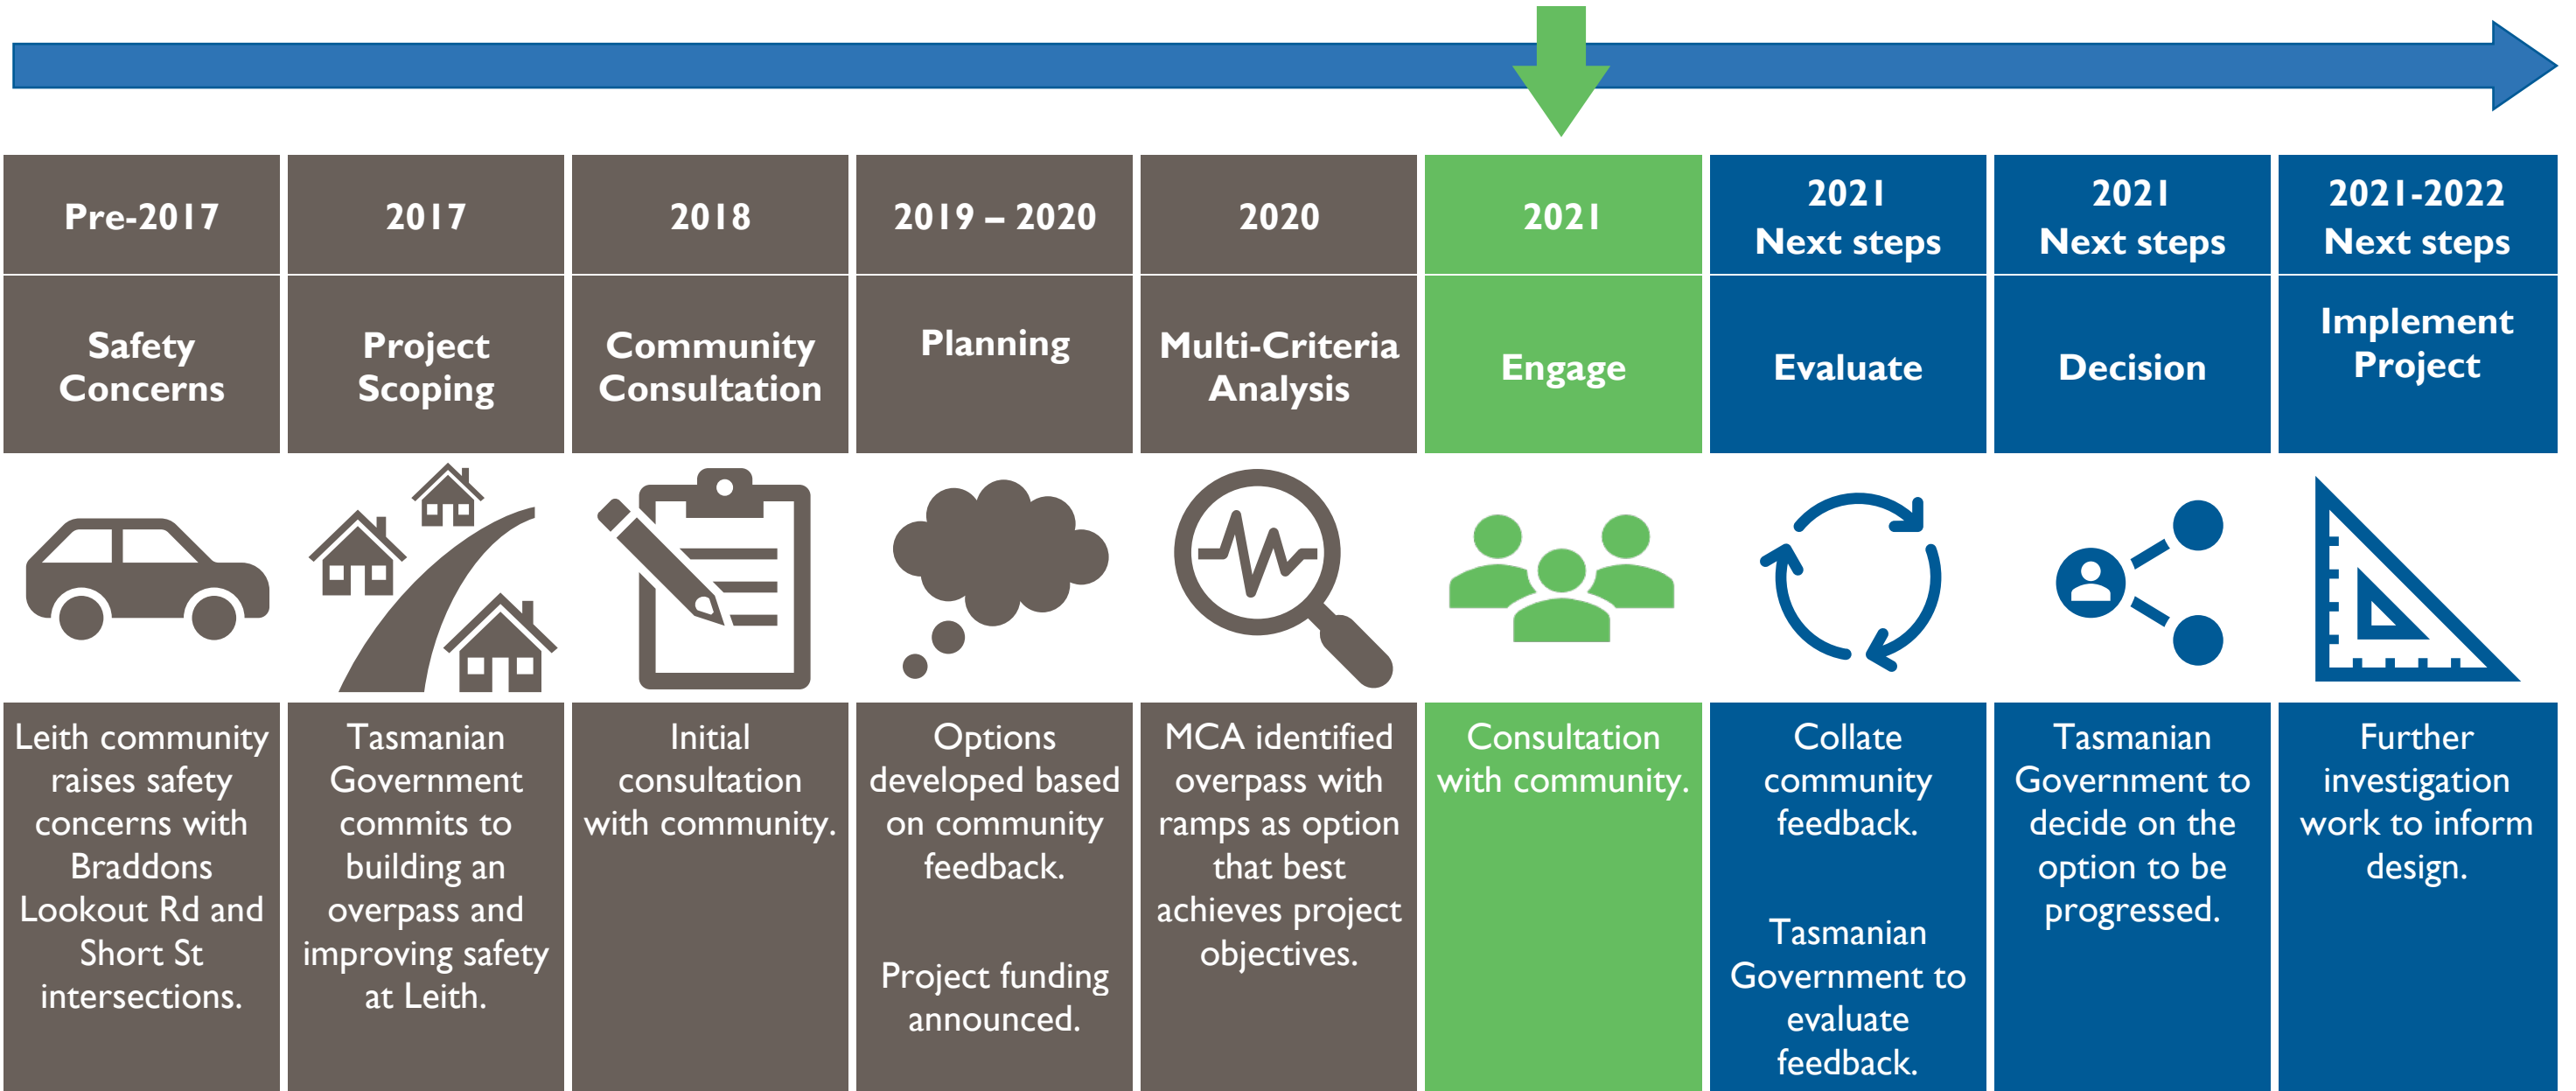 Pre-2017
2017
2018
2019 – 2020
2020
2021
2021
Next steps
2021
Next steps
2021-2022
Next steps
Safety
Concerns
Project
Scoping
Community
Consultation
Planning
Multi-Criteria
Analysis
Engage
Evaluate
Decision
Implement
Project
Leith community
raises safety
concerns with
Braddons
Lookout Rd and
Short St
intersections.
Tasmanian
Government
commits to
building an
overpass and
improving safety
at Leith.
Initial
consultation
with community.
Options
developed based
on community
feedback.
Project funding
announced.
MCA identified
overpass with
ramps as option
that best
achieves project
objectives.
Consultation
with community.
Collate
community
feedback.
Tasmanian
Government to
evaluate
feedback.
Tasmanian
Government to
decide on the
option to be
progressed.
Further
investigation
work to inform
design.